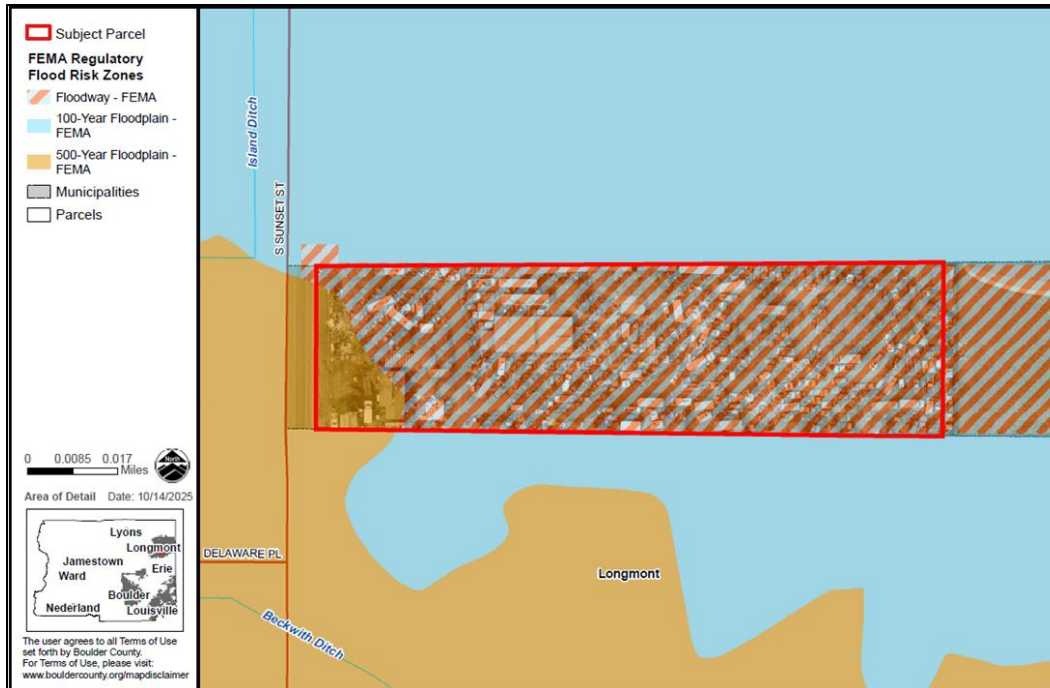 Subject Parcel
FEMA Regulatory
Flood Risk Zones
Floodway - FEMA
100-Year Floodplain -
FEMA
500-Year Floodplain -
FEMA
Municipalities
Parcels
0 0.0085 0.017
Miles
North
Area of Detail Date: 10/14/2025
Lyons
Longmont
Jamestown
Ward
Erie
Boulder
Nederland
Louisville
The user agrees to all Terms of Use
set forth by Boulder County.
For Terms of Use, please visit:
www.bouldercounty.org/mapdisclaimer
Island Ditch
S SUNSET ST
DELAWARE PL
Longmont
Beckwith Ditch